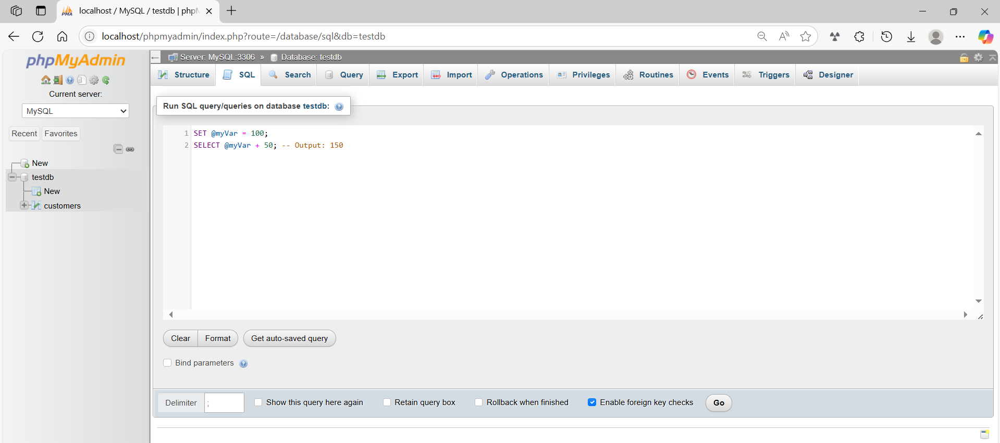 localhost / MySQL / testdb | php
localhost/phpmyadmin/index.php?route=/database/sql&db=testdb
phpMyAdmin
Current server:
MySQL
Recent
Favorites
New
testdb
New
customers
Server: MySQL:3306 » Database: testdb
Structure
SQL
Search
Query
Export
Import
Operations
Privileges
Routines
Events
Triggers
Designer
Run SQL query/queries on database testdb:
1 SET @myVar = 100;
2 SELECT @myVar + 50; -- Output: 150
Clear
Format
Get auto-saved query
Bind parameters
Delimiter
;
Show this query here again
Retain query box
Rollback when finished
Enable foreign key checks
Go